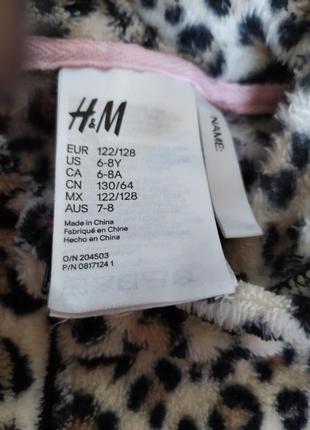 H&M
EUR 122/128
US 6-8Y
CA 6-8A
CN 130/64
MX 122/128
AUS 7-8
Made in China
Fabriqué en Chine
Hecho en China
O/N 204503
P/N 0817124 1
NAME: